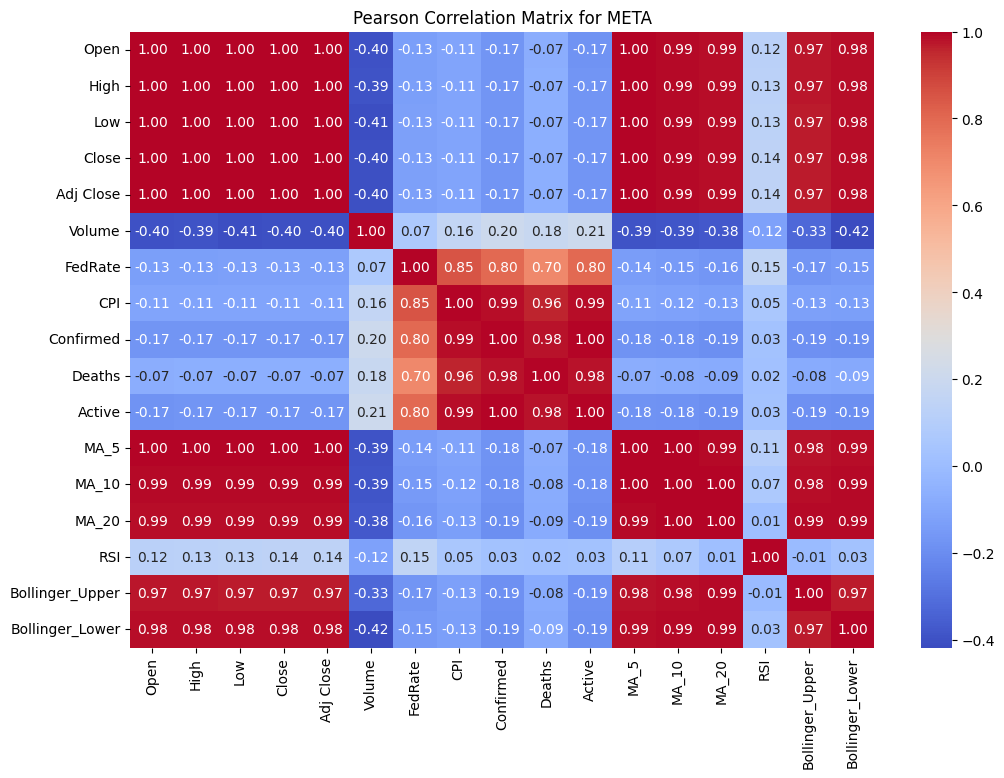 Pearson Correlation Matrix for META
Open 1.00 1.00 1.00 1.00 1.00 -0.40 -0.13 -0.11 -0.17 -0.07 -0.17 1.00 0.99 0.99 0.12 0.97 0.98
High 1.00 1.00 1.00 1.00 1.00 -0.39 -0.13 -0.11 -0.17 -0.07 -0.17 1.00 0.99 0.99 0.13 0.97 0.98
Low 1.00 1.00 1.00 1.00 1.00 -0.41 -0.13 -0.11 -0.17 -0.07 -0.17 1.00 0.99 0.99 0.13 0.97 0.98
Close 1.00 1.00 1.00 1.00 1.00 -0.40 -0.13 -0.11 -0.17 -0.07 -0.17 1.00 0.99 0.99 0.14 0.97 0.98
Adj Close 1.00 1.00 1.00 1.00 1.00 -0.40 -0.13 -0.11 -0.17 -0.07 -0.17 1.00 0.99 0.99 0.14 0.97 0.98
Volume -0.40 -0.39 -0.41 -0.40 -0.40 1.00 0.07 0.16 0.20 0.18 0.21 -0.39 -0.39 -0.38 -0.12 -0.33 -0.42
FedRate -0.13 -0.13 -0.13 -0.13 -0.13 0.07 1.00 0.85 0.80 0.70 0.80 -0.14 -0.15 -0.16 0.15 -0.17 -0.15
CPI -0.11 -0.11 -0.11 -0.11 -0.11 0.16 0.85 1.00 0.99 0.96 0.99 -0.11 -0.12 -0.13 0.05 -0.13 -0.13
Confirmed -0.17 -0.17 -0.17 -0.17 -0.17 0.20 0.80 0.99 1.00 0.98 1.00 -0.18 -0.18 -0.19 0.03 -0.19 -0.19
Deaths -0.07 -0.07 -0.07 -0.07 -0.07 0.18 0.70 0.96 0.98 1.00 0.98 -0.07 -0.08 -0.09 0.02 -0.08 -0.09
Active -0.17 -0.17 -0.17 -0.17 -0.17 0.21 0.80 0.99 1.00 0.98 1.00 -0.18 -0.18 -0.19 0.03 -0.19 -0.19
MA_5 1.00 1.00 1.00 1.00 1.00 -0.39 -0.14 -0.11 -0.18 -0.07 -0.18 1.00 1.00 0.99 0.11 0.98 0.99
MA_10 0.99 0.99 0.99 0.99 0.99 -0.39 -0.15 -0.12 -0.18 -0.08 -0.18 1.00 1.00 1.00 0.07 0.98 0.99
MA_20 0.99 0.99 0.99 0.99 0.99 -0.38 -0.16 -0.13 -0.19 -0.09 -0.19 0.99 1.00 1.00 0.01 0.99 0.99
RSI 0.12 0.13 0.13 0.14 0.14 -0.12 0.15 0.05 0.03 0.02 0.03 0.11 0.07 0.01 1.00 -0.01 0.03
Bollinger_Upper 0.97 0.97 0.97 0.97 0.97 -0.33 -0.17 -0.13 -0.19 -0.08 -0.19 0.98 0.98 0.99 -0.01 1.00 0.97
Bollinger_Lower 0.98 0.98 0.98 0.98 0.98 -0.42 -0.15 -0.13 -0.19 -0.09 -0.19 0.99 0.99 0.99 0.03 0.97 1.00
Open High Low Close Adj Close Volume FedRate CPI Confirmed Deaths Active MA_5 MA_10 MA_20 RSI Bollinger_Upper Bollinger_Lower
1.0
0.8
0.6
0.4
0.2
0.0
−0.2
−0.4